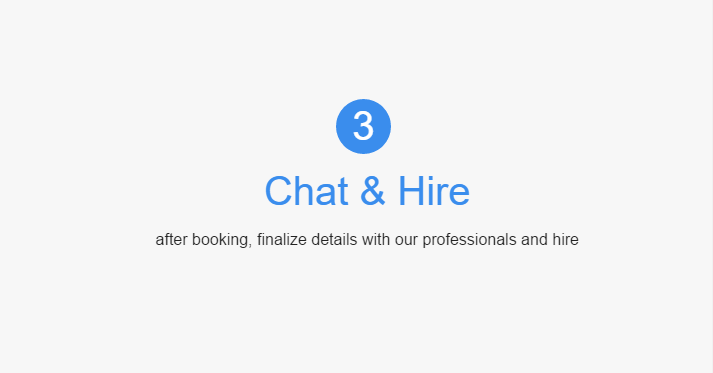 3
Chat & Hire
after booking, finalize details with our professionals and hire